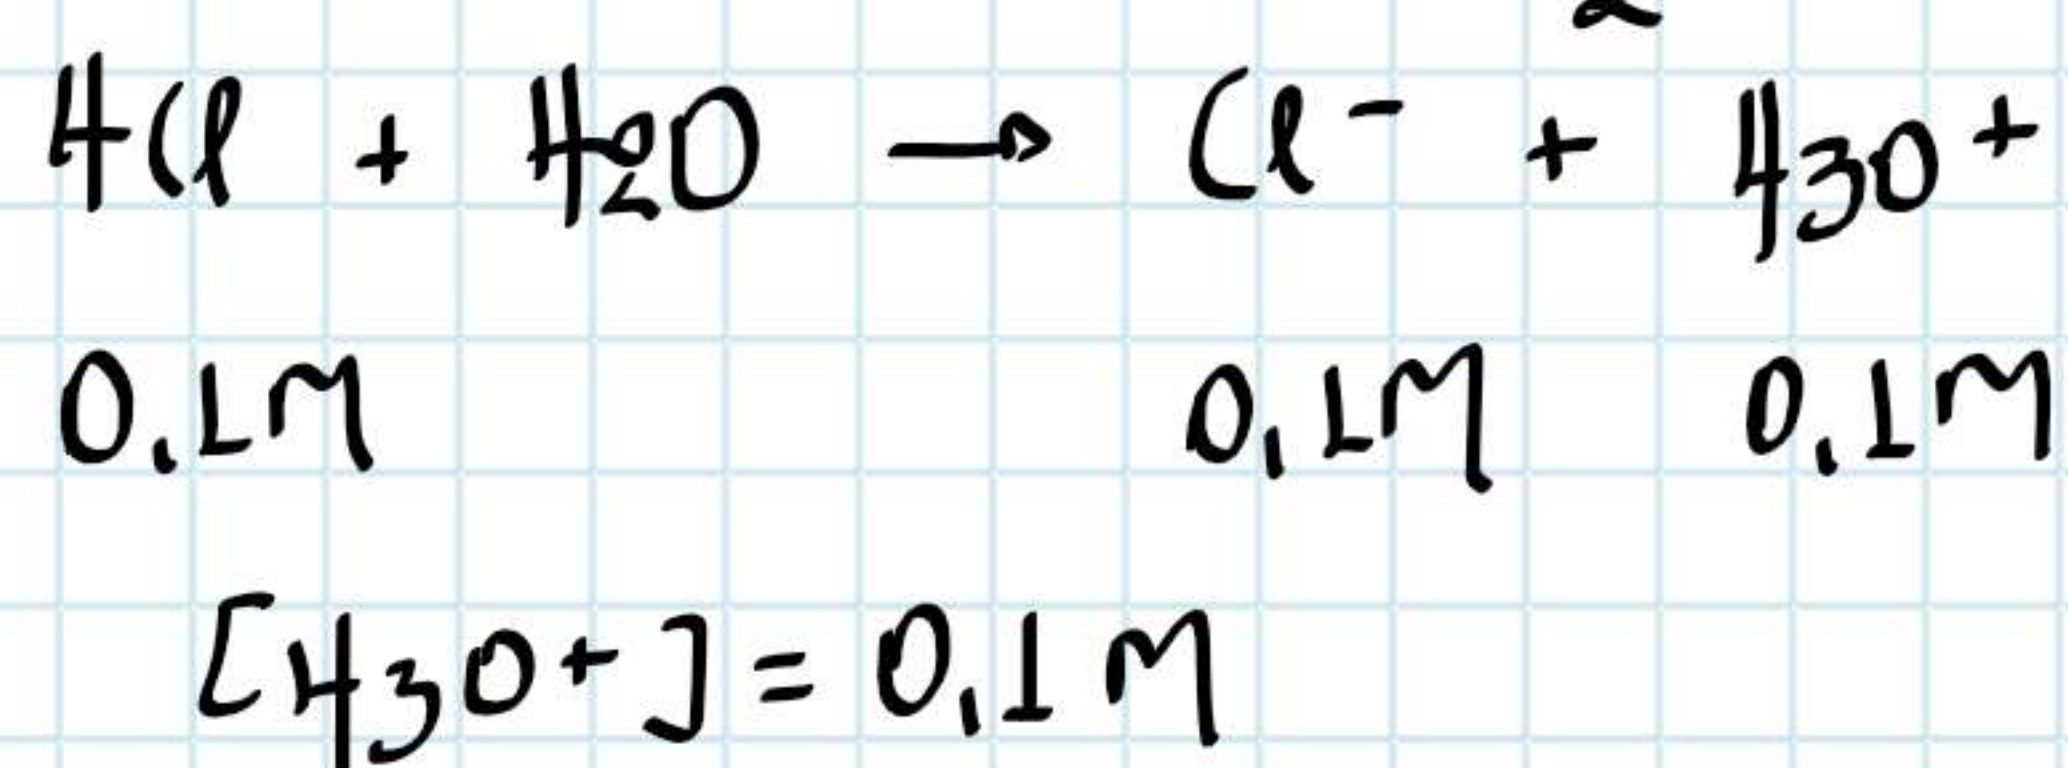 HCl + H2O → Cl- + H3O+
0.1M 0,1M 0,1M
[H3O+] = 0,1 M